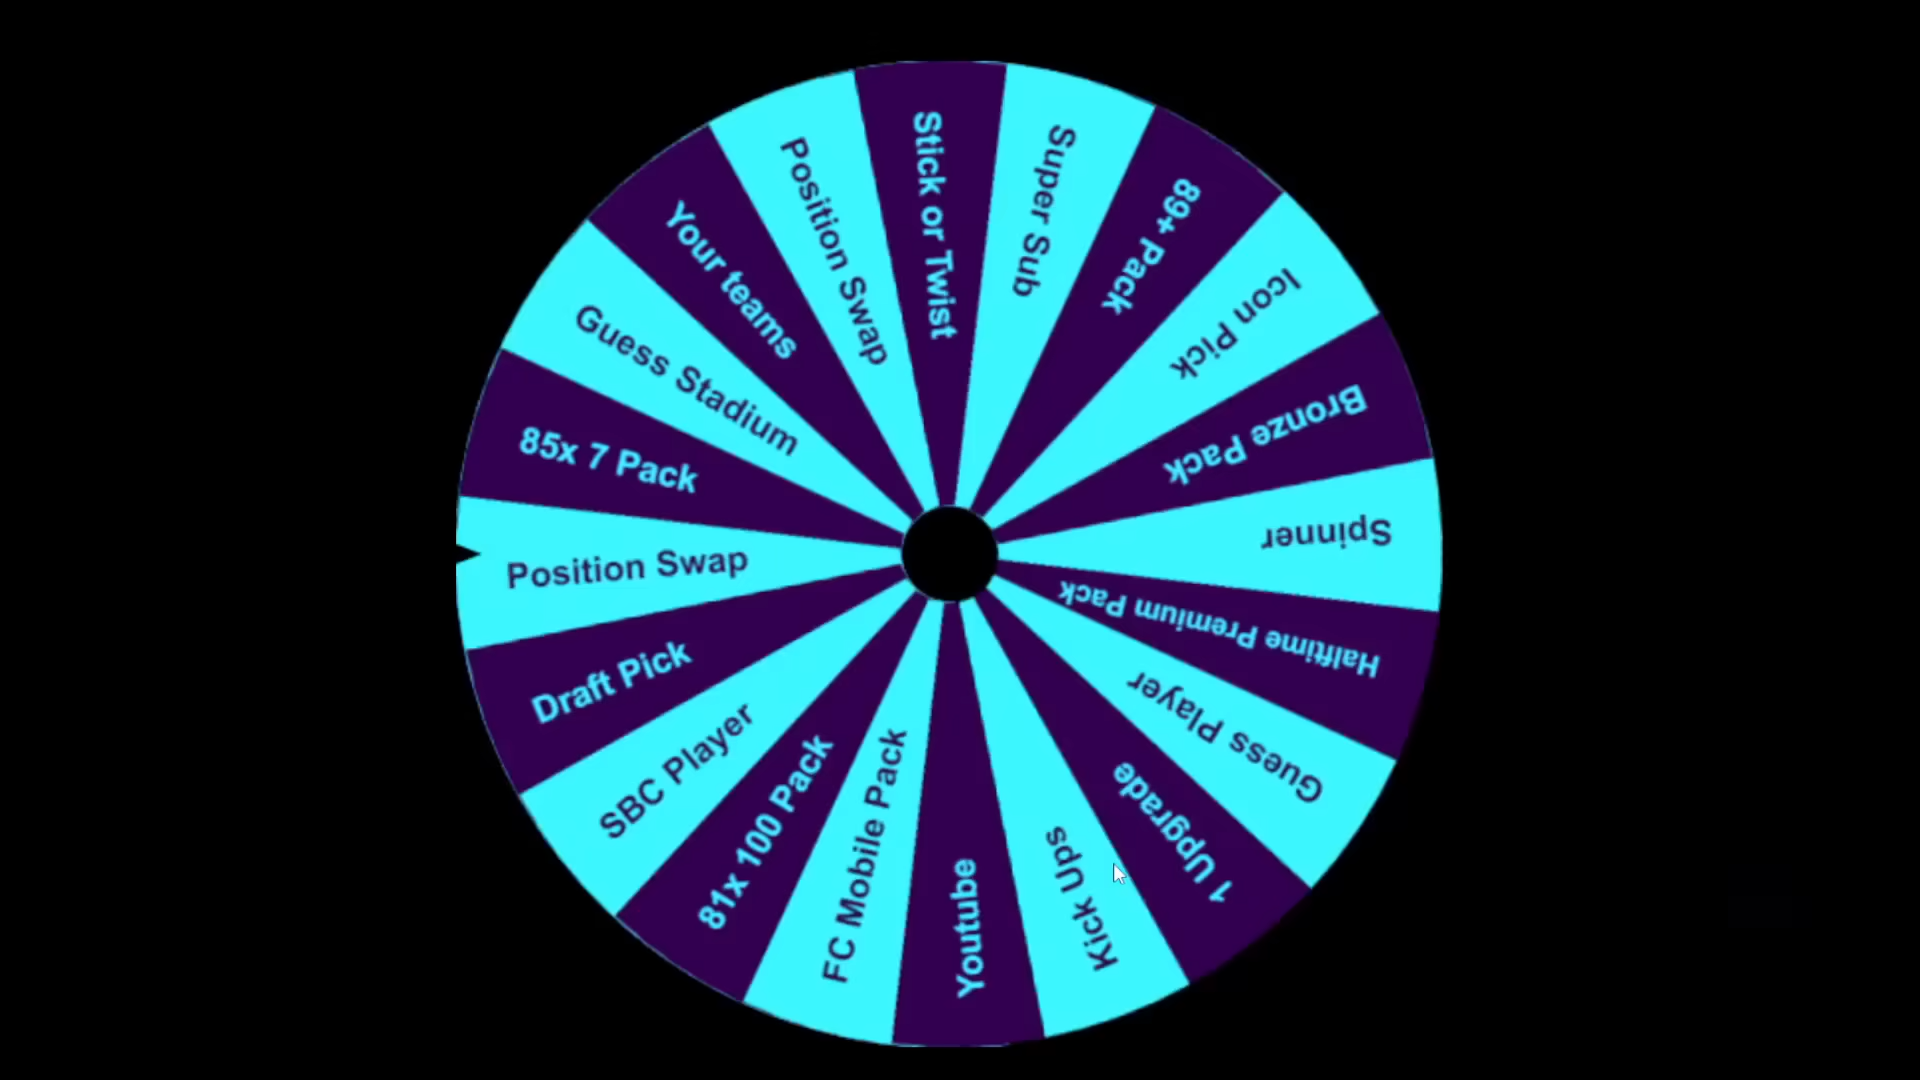 Stick or Twist
Super Sub
89+ Pack
Icon Pick
Bronze Pack
Spinner
Halftime Premium Pack
Guess Player
1 Upgrade
Kick Ups
Youtube
FC Mobile Pack
81x 100 Pack
SBC Player
Draft Pick
Position Swap
85x 7 Pack
Guess Stadium
Your teams
Position Swap